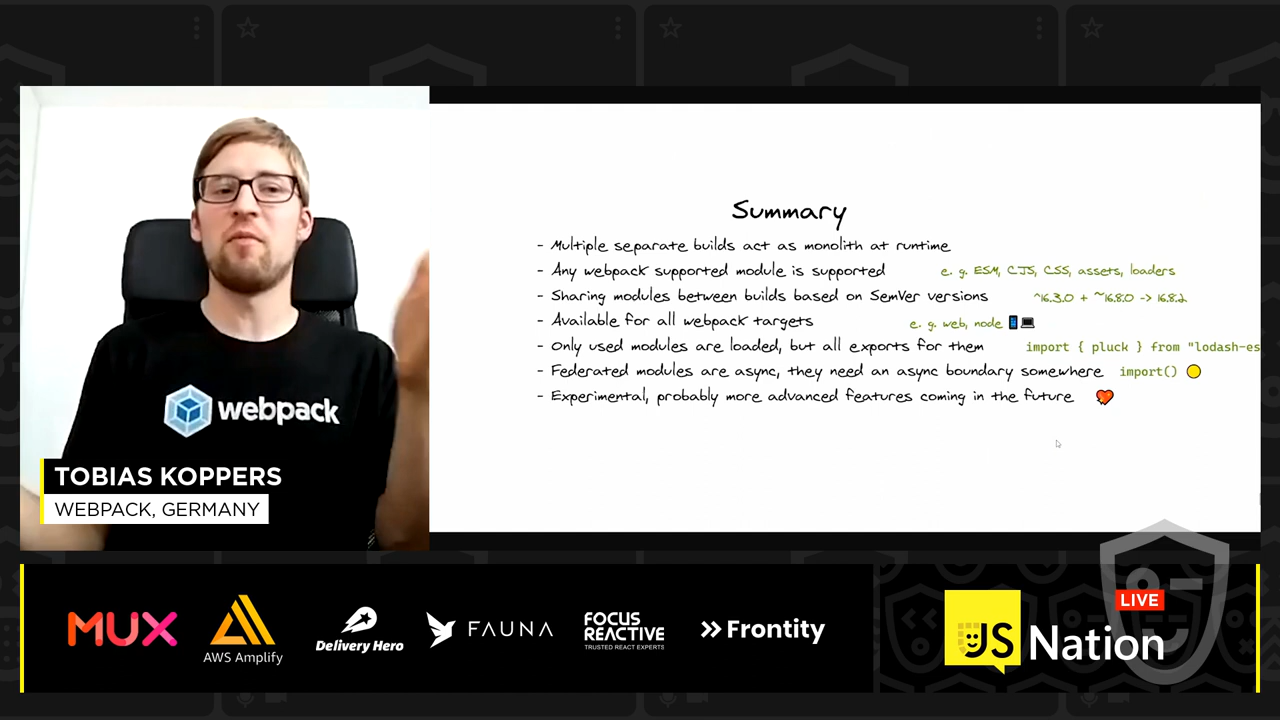 Summary
- Multiple separate builds act as monolith at runtime
- Any webpack supported module is supported e. g. ESM, CJS, CSS, assets, loaders
- Sharing modules between builds based on SemVer versions ^16.3.0 + ~16.8.0 -> 16.8.2
- Available for all webpack targets e. g. web, node
- Only used modules are loaded, but all exports for them import { pluck } from "lodash-es
- Federated modules are async, they need an async boundary somewhere import()
- Experimental, probably more advanced features coming in the future
webpack
TOBIAS KOPPERS
WEBPACK, GERMANY
MUX
AWS Amplify
Delivery Hero
FAUNA
FOCUS
REACTIVE
TRUSTED REACT EXPERTS
Frontity
LIVE
JS Nation